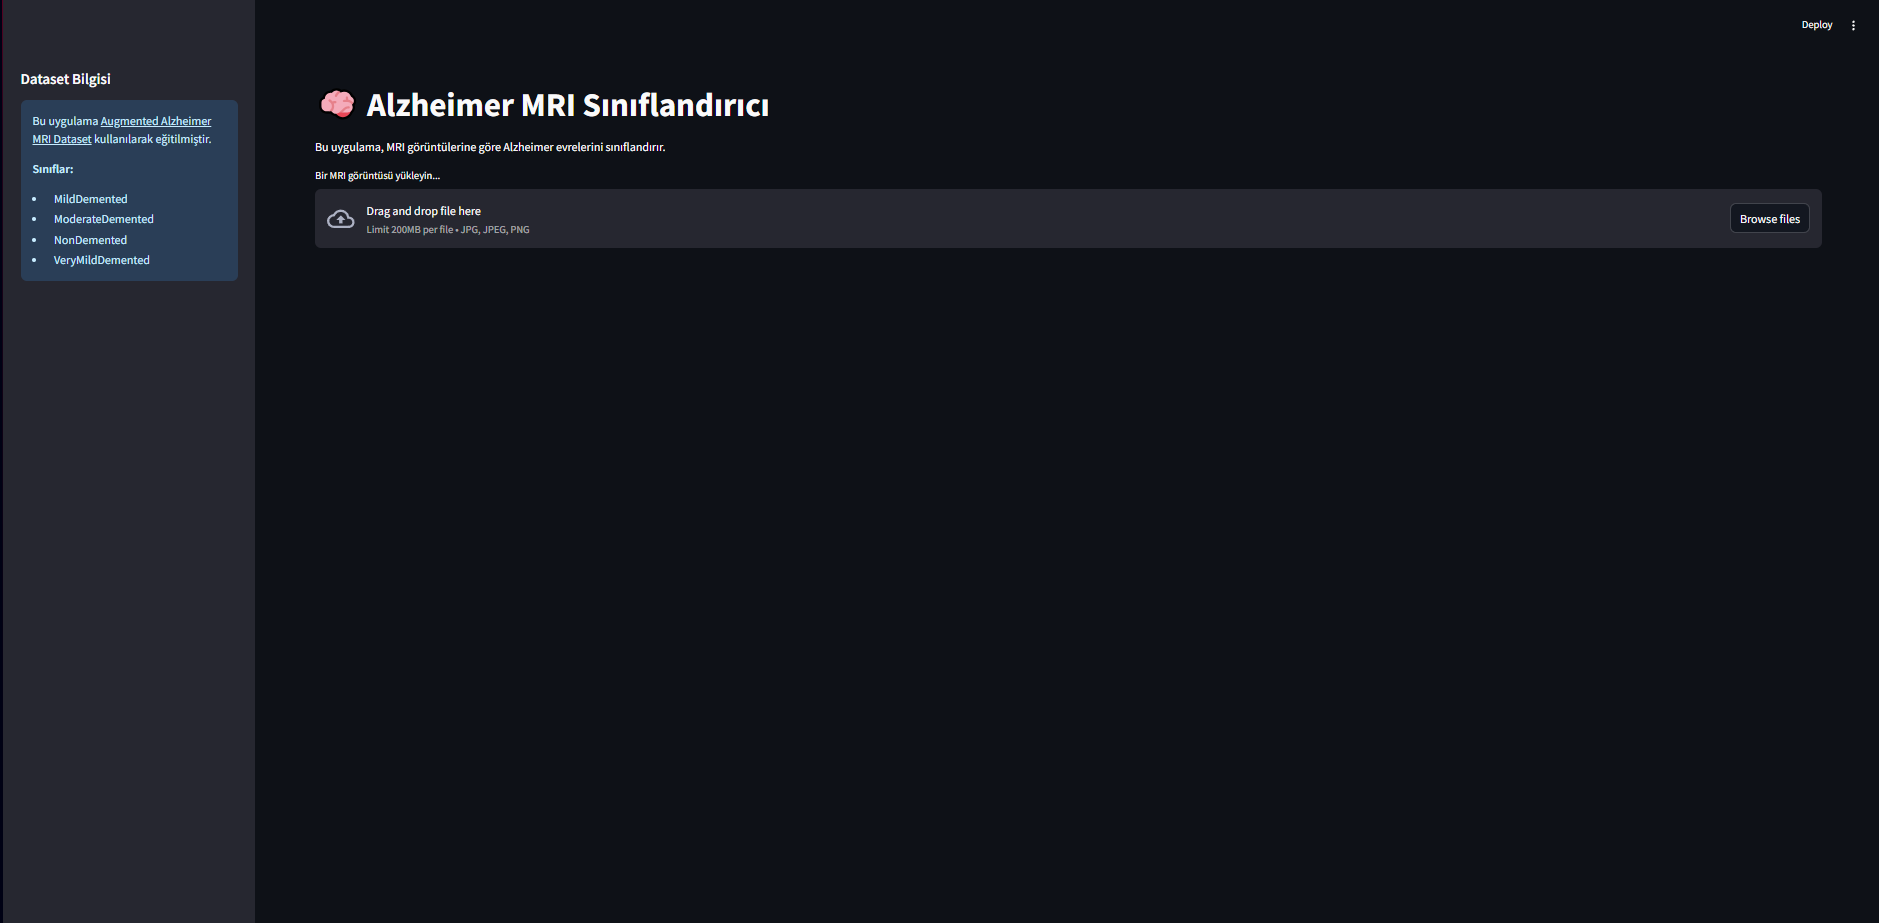 Deploy
Dataset Bilgisi
Bu uygulama Augmented Alzheimer
MRI Dataset kullanılarak eğitilmiştir.
Sınıflar:
• MildDemented
• ModerateDemented
• NonDemented
• VeryMildDemented
Alzheimer MRI Sınıflandırıcı
Bu uygulama, MRI görüntülerine göre Alzheimer evrelerini sınıflandırır.
Bir MRI görüntüsü yükleyin...
Drag and drop file here
Limit 200MB per file • JPG, JPEG, PNG
Browse files